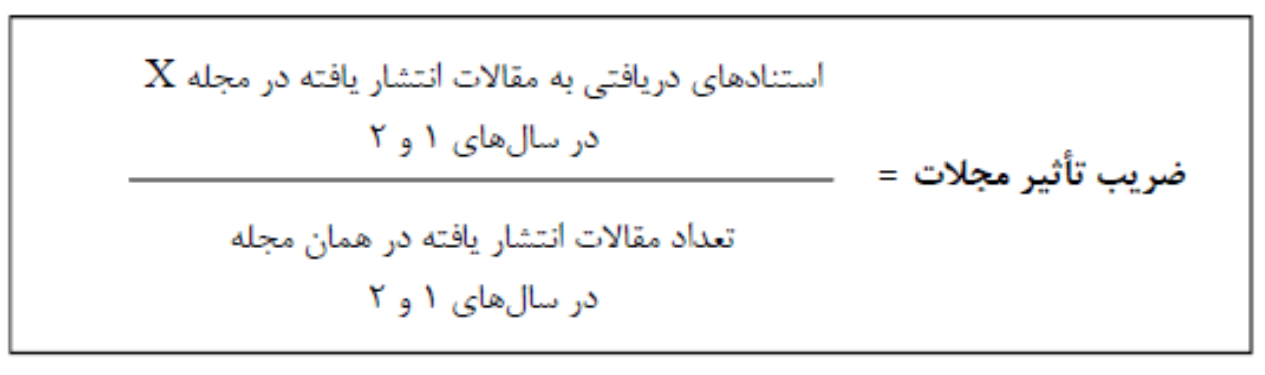 استنادهای دریافتی به مقالات انتشار یافته در مجله X
در سال‌های ۱ و ۲
ضریب تأثیر مجلات =
تعداد مقالات انتشار یافته در همان مجله
در سال‌های ۱ و ۲